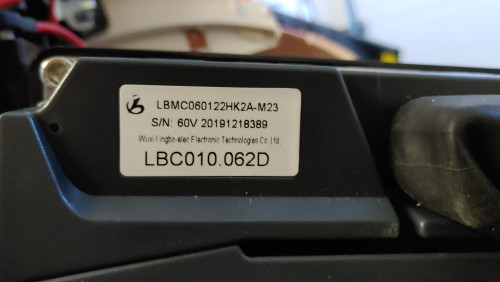 LBMC060122HK2A-M23
S/N: 60V 20191218389
Wuxi Lingbo-elec Electronic Technologies Co.,ltd.
LBC010.062D